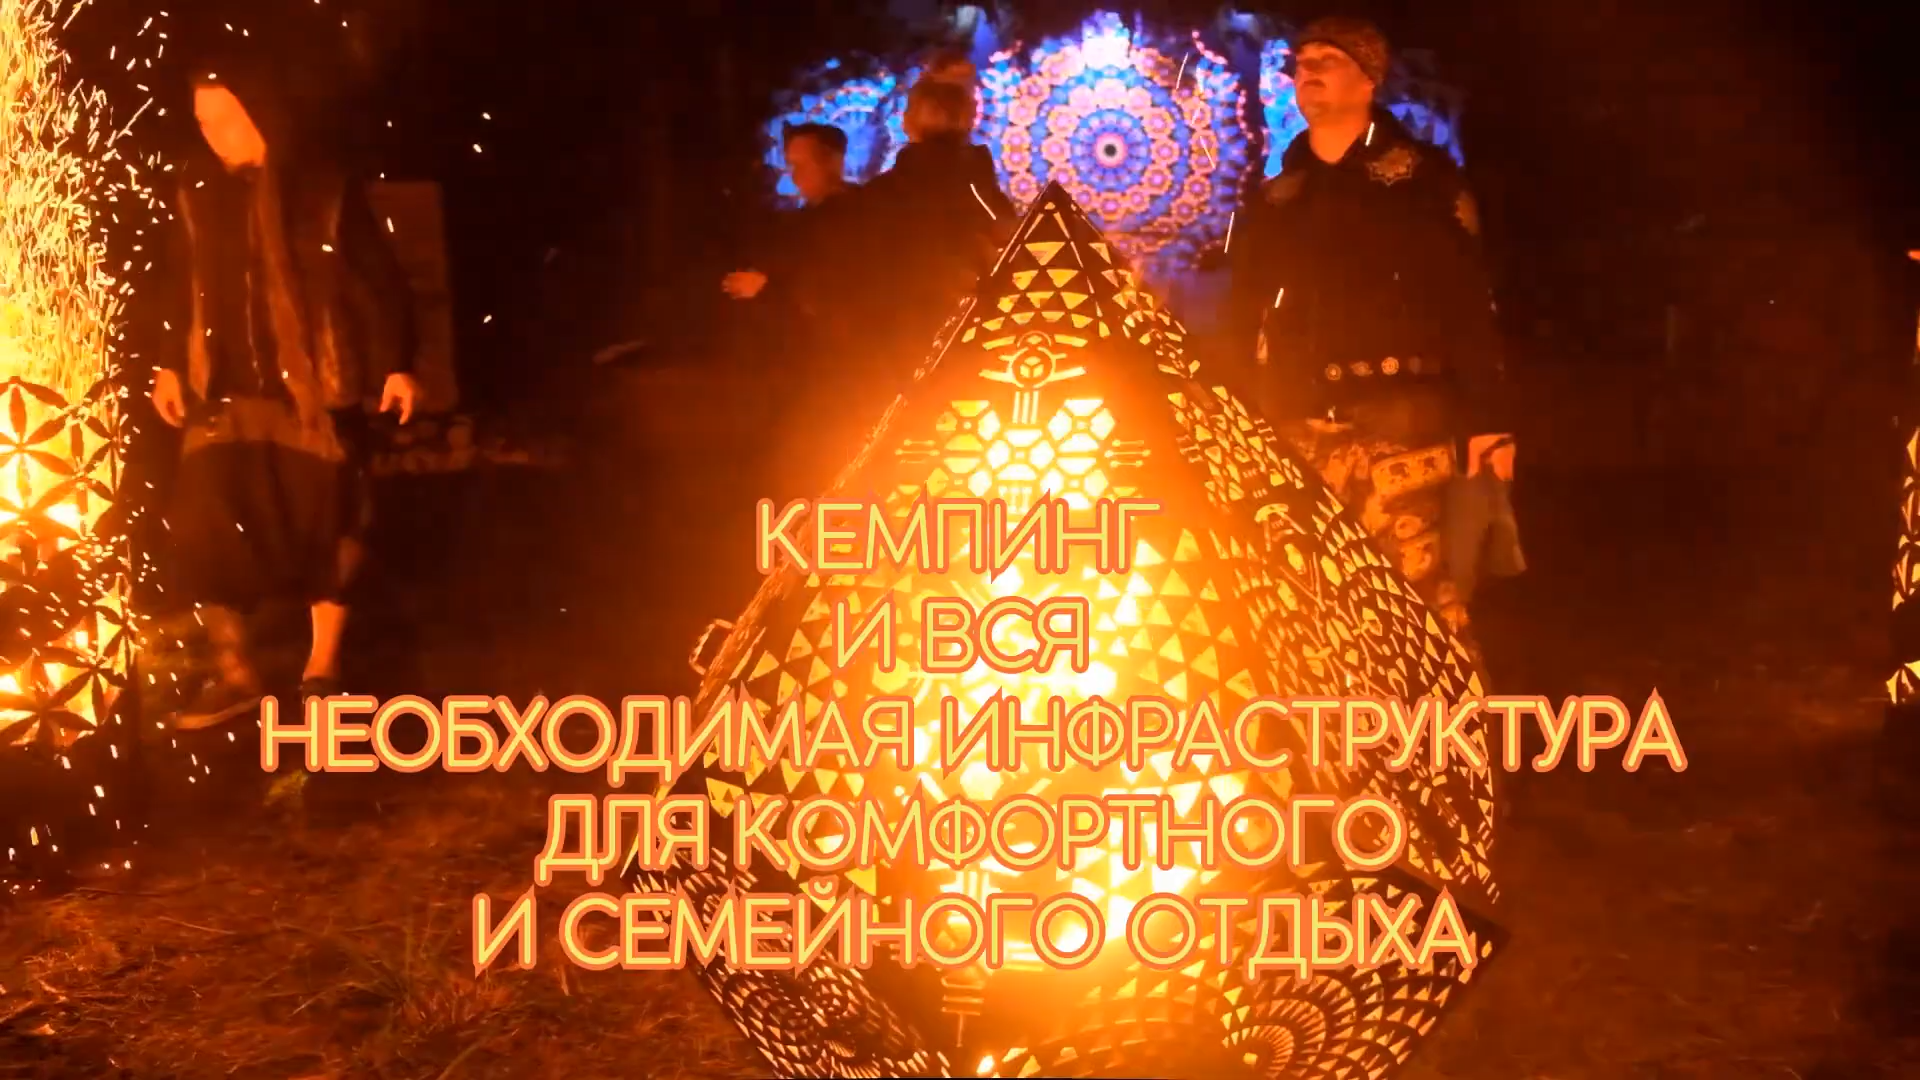 КЕМПИНГ
И ВСЯ
НЕОБХОДИМАЯ ИНФРАСТРУКТУРА
ДЛЯ КОМФОРТНОГО
И СЕМЕЙНОГО ОТДЫХА